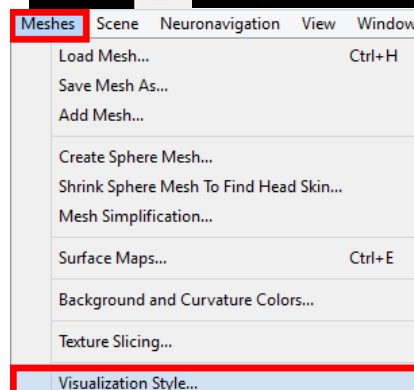 Meshes Scene Neuronavigation View Window
Load Mesh... Ctrl+H
Save Mesh As...
Add Mesh...
Create Sphere Mesh...
Shrink Sphere Mesh To Find Head Skin...
Mesh Simplification...
Surface Maps... Ctrl+E
Background and Curvature Colors...
Texture Slicing...
Visualization Style...